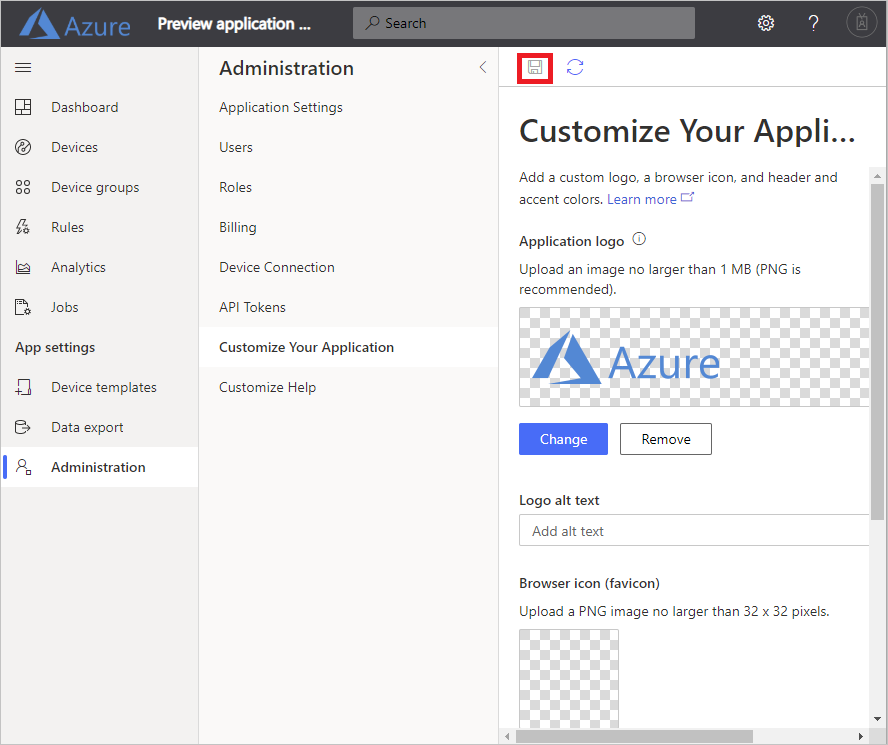 Azure
Preview application ...
Search
?
Dashboard
Devices
Device groups
Rules
Analytics
Jobs
App settings
Device templates
Data export
Administration
Administration
Application Settings
Users
Roles
Billing
Device Connection
API Tokens
Customize Your Application
Customize Help
Customize Your Appli...
Add a custom logo, a browser icon, and header and
accent colors. Learn more
Application logo
Upload an image no larger than 1 MB (PNG is
recommended).
Azure
Change
Remove
Logo alt text
Add alt text
Browser icon (favicon)
Upload a PNG image no larger than 32 x 32 pixels.